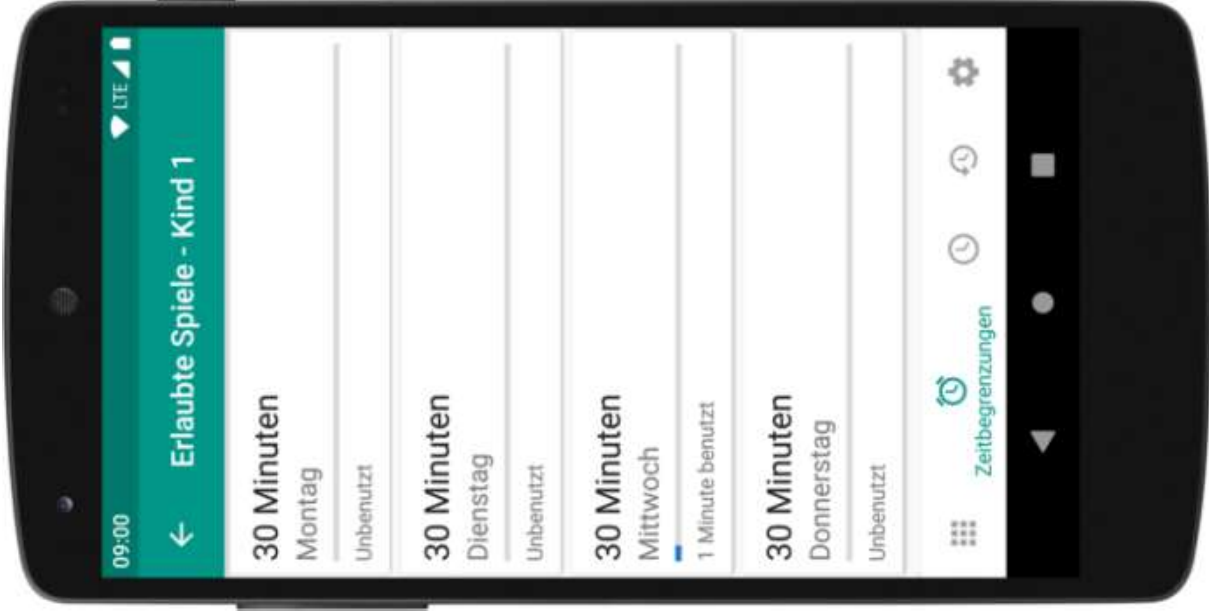 09:00 LTE
Erlaubte Spiele - Kind 1
30 Minuten
Montag
Unbenutzt
30 Minuten
Dienstag
Unbenutzt
30 Minuten
Mittwoch
1 Minute benutzt
30 Minuten
Donnerstag
Unbenutzt
Zeitbegrenzungen